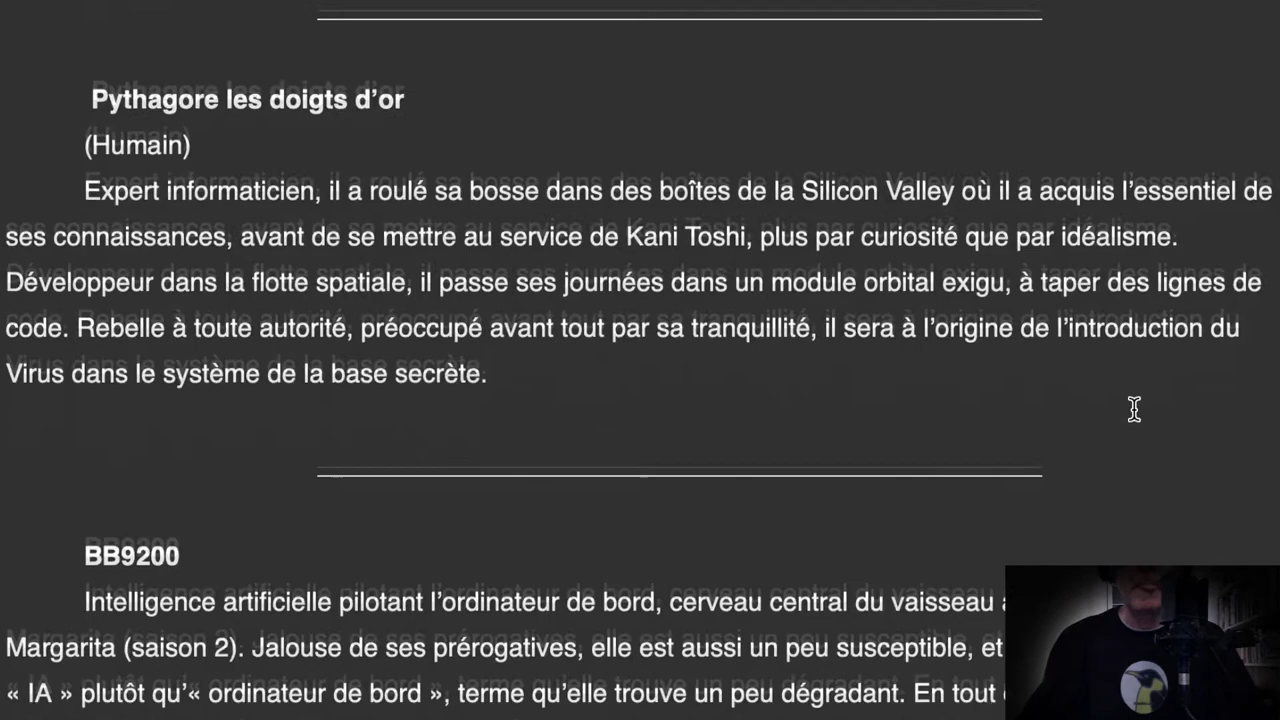 Pythagore les doigts d’or
(Humain)
Expert informaticien, il a roulé sa bosse dans des boîtes de la Silicon Valley où il a acquis l’essentiel de
ses connaissances, avant de se mettre au service de Kani Toshi, plus par curiosité que par idéalisme.
Développeur dans la flotte spatiale, il passe ses journées dans un module orbital exigu, à taper des lignes de
code. Rebelle à toute autorité, préoccupé avant tout par sa tranquillité, il sera à l’origine de l’introduction du
Virus dans le système de la base secrète.
BB9200
Intelligence artificielle pilotant l’ordinateur de bord, cerveau central du vaisseau
Margarita (saison 2). Jalouse de ses prérogatives, elle est aussi un peu susceptible, et
« IA » plutôt qu’« ordinateur de bord », terme qu’elle trouve un peu dégradant. En tout